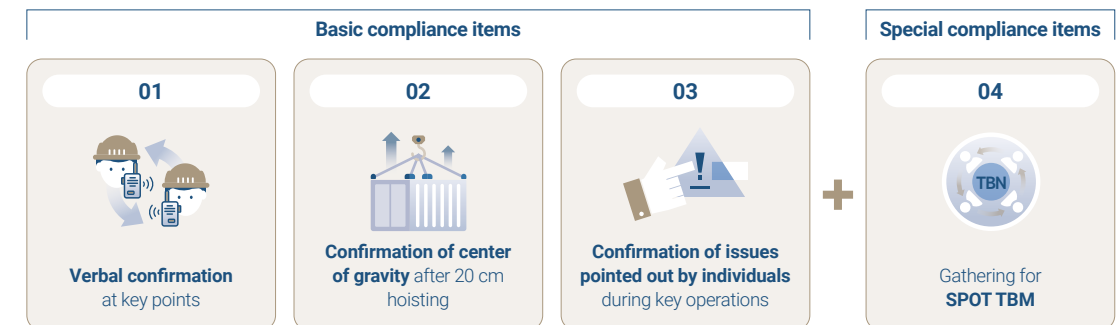 Basic compliance items
Special compliance items
01
Verbal confirmation
at key points
02
Confirmation of center
of gravity after 20 cm
hoisting
03
Confirmation of issues
pointed out by individuals
during key operations
04
TBN
Gathering for
SPOT TBM